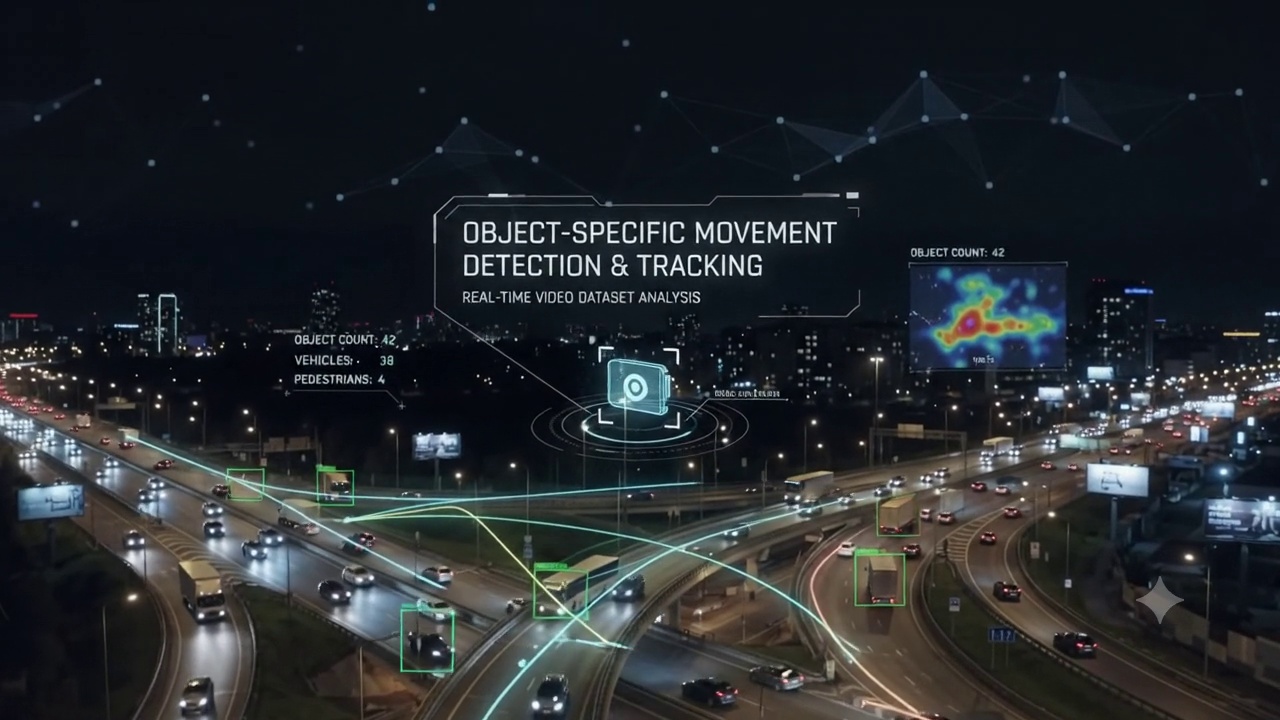 OBJECT-SPECIFIC MOVEMENT
DETECTION & TRACKING
REAL-TIME VIDEO DATASET ANALYSIS
OBJECT COUNT: 42
OBJECT COUNT: 42
VEHICLES: 38
PEDESTRIANS: 4